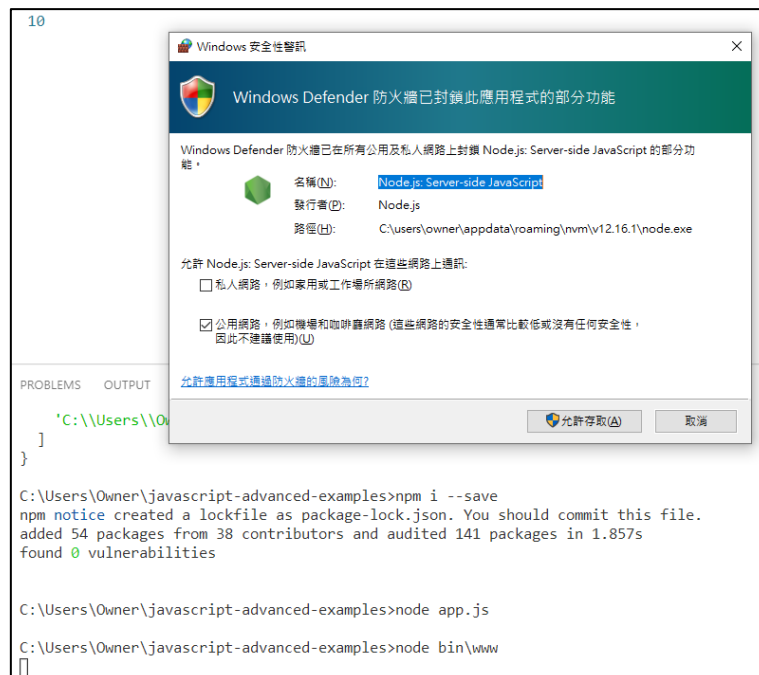 10
Windows 安全性警訊
Windows Defender 防火牆已封鎖此應用程式的部分功能
Windows Defender 防火牆已在所有公用及私人網路上封鎖 Node.js: Server-side JavaScript 的部分功
能。
名稱(N): Node.js: Server-side JavaScript
發行者(P): Node.js
路徑(H): C:\users\owner\appdata\roaming\nvm\v12.16.1\node.exe
允許 Node.js: Server-side JavaScript 在這些網路上通訊:
私人網路，例如家用或工作場所網路(R)
公用網路，例如機場和咖啡廳網路 (這些網路的安全性通常比較低或沒有任何安全性，
因此不建議使用)(U)
允許應用程式通過防火牆的風險為何?
允許存取(A) 取消
PROBLEMS OUTPUT
'C:\\Users\\Ow
]
}
C:\Users\Owner\javascript-advanced-examples>npm i --save
npm notice created a lockfile as package-lock.json. You should commit this file.
added 54 packages from 38 contributors and audited 141 packages in 1.857s
found 0 vulnerabilities
C:\Users\Owner\javascript-advanced-examples>node app.js
C:\Users\Owner\javascript-advanced-examples>node bin\www